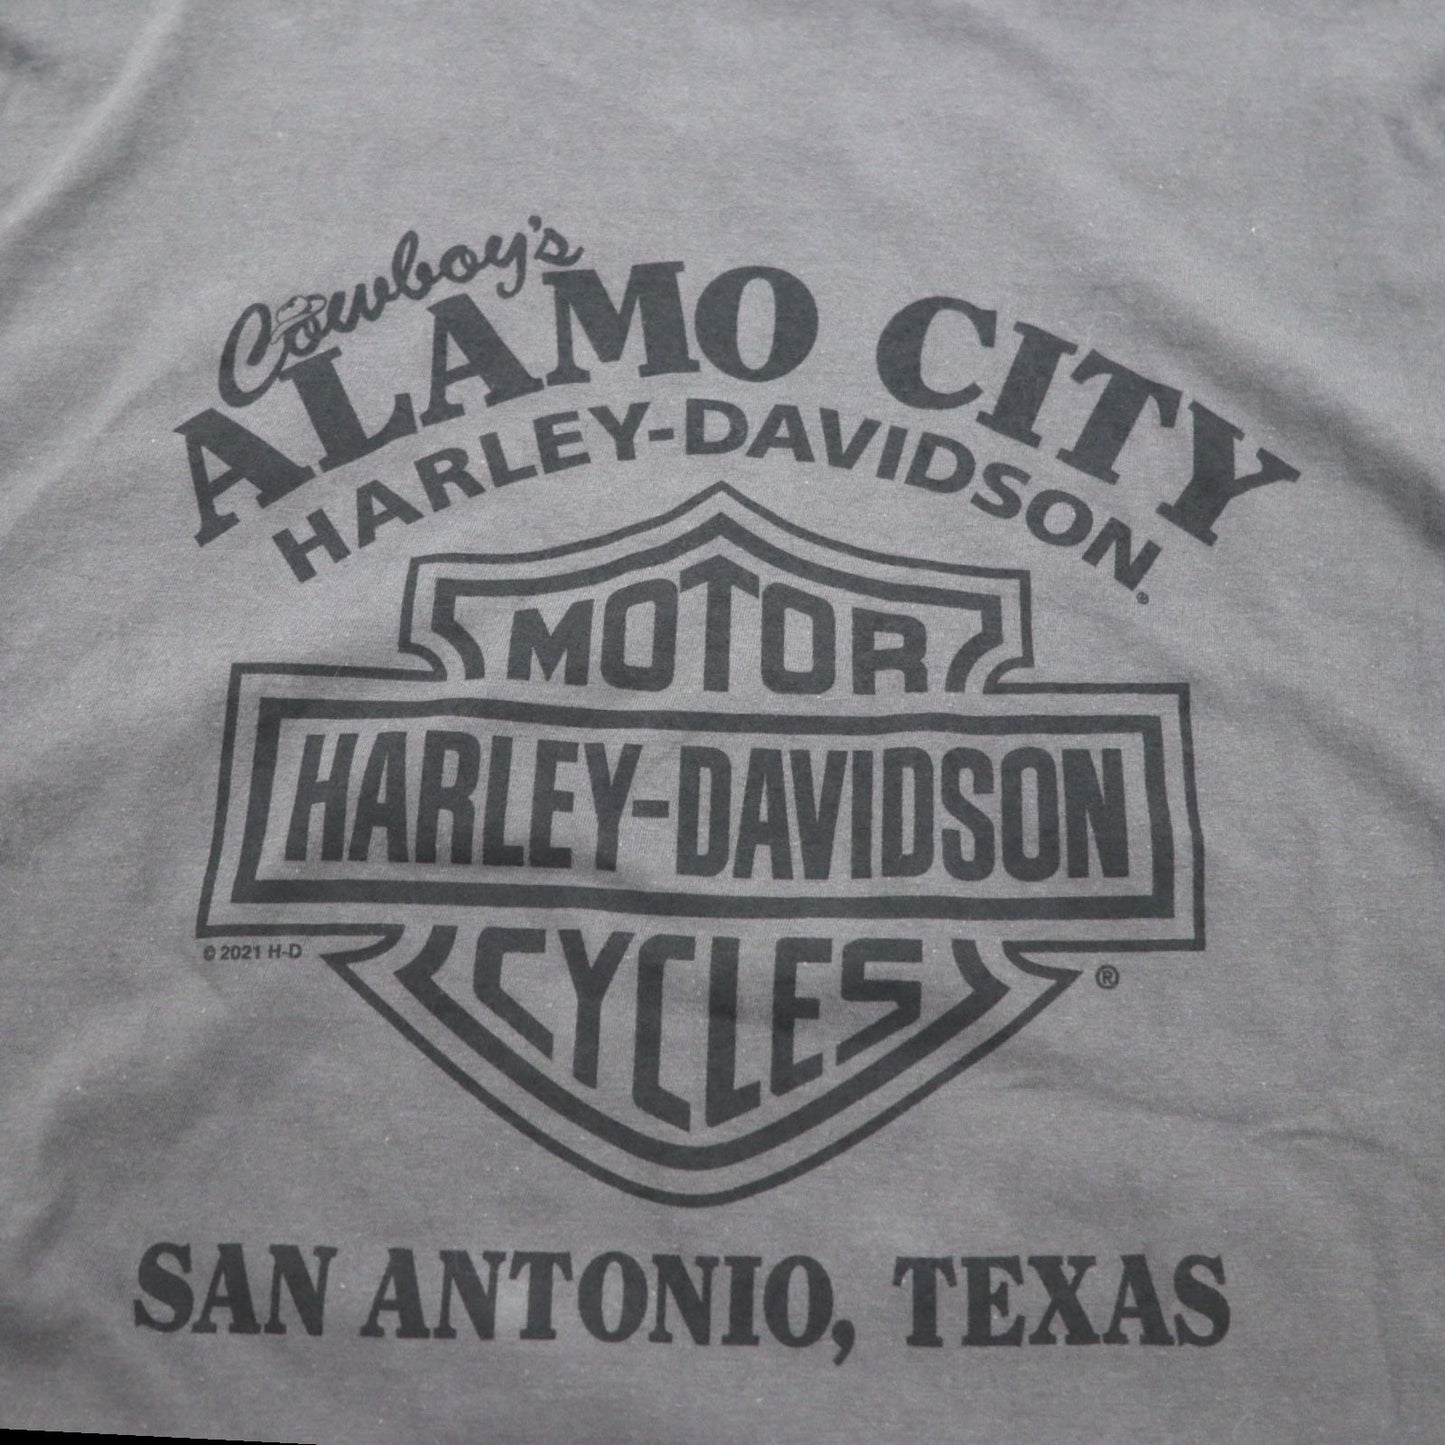 Cowboy's
ALAMO CITY
HARLEY-DAVIDSON®
MOTOR
HARLEY-DAVIDSON
CYCLES
© 2021 H-D
®
SAN ANTONIO, TEXAS